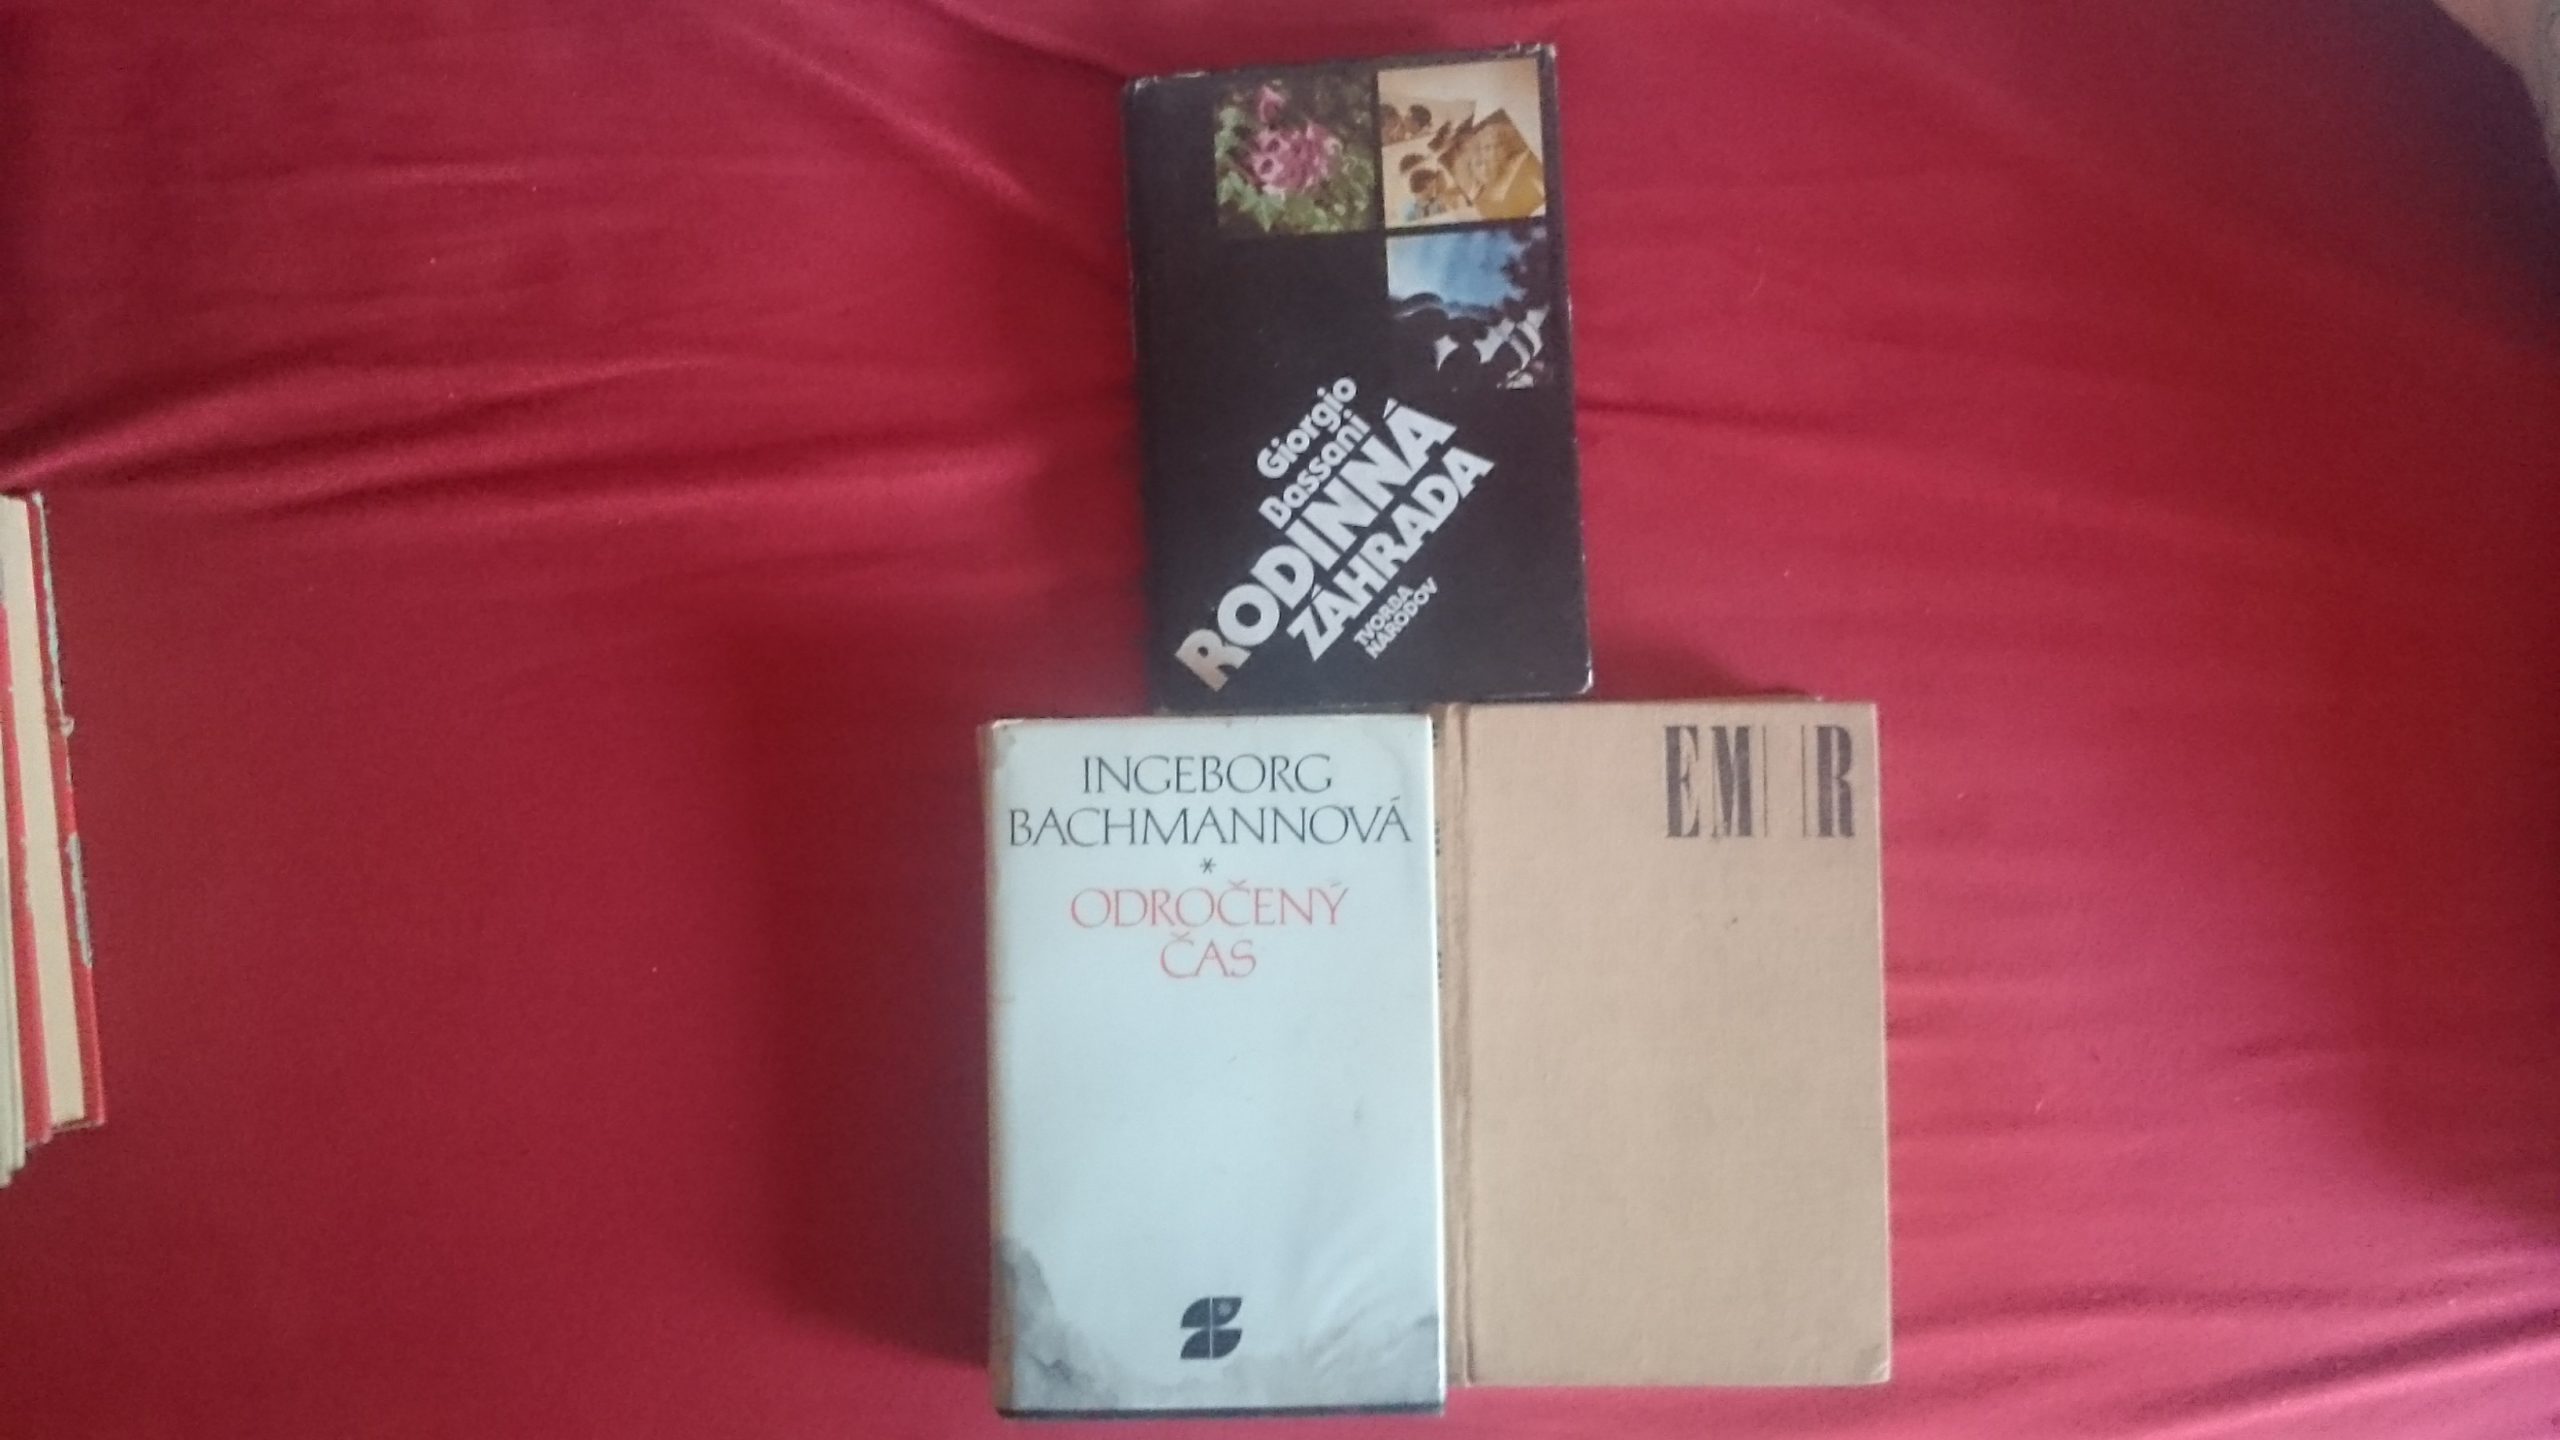 Giorgio
Bassani
RODINNÁ
ZÁHRADA
TVORBA
NÁRODOV
INGEBORG
BACHMANNOVÁ
*
ODROČENÝ
ČAS
EM R